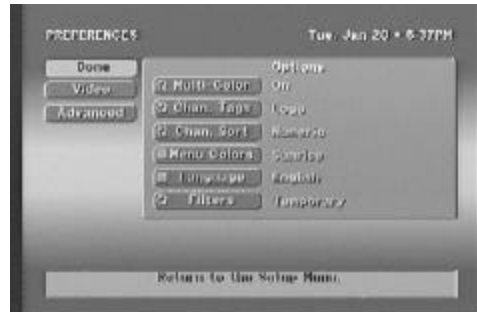 PREFERENCES
Tue. Jan 20 • 6:37PM
Done
Video
Advanced
Options
Multi-Color On
Chan. Tags Logo
Chan. Sort Numeric
Menu Colors Sunrise
Language English
Filters Temporary
Return to the Setup Menu.